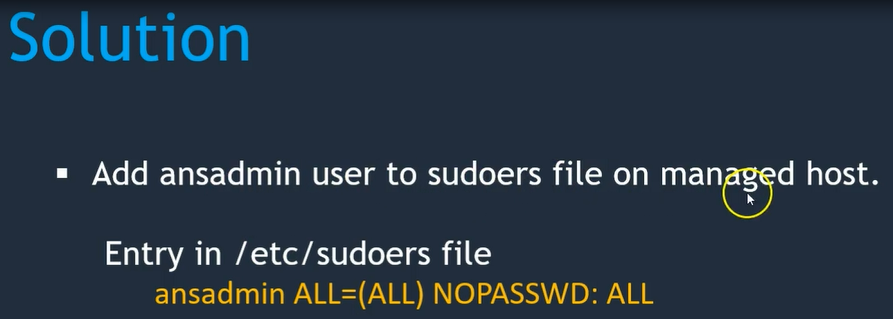 Solution
▪ Add ansadmin user to sudoers file on managed host.
Entry in /etc/sudoers file
ansadmin ALL=(ALL) NOPASSWD: ALL